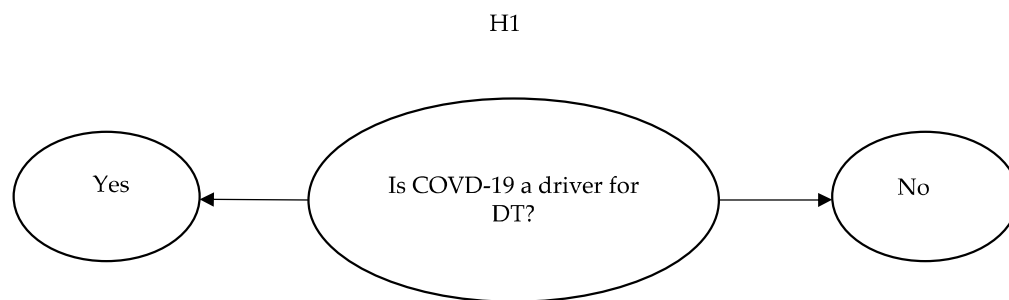 H1
Yes
Is COVD-19 a driver for
DT?
No